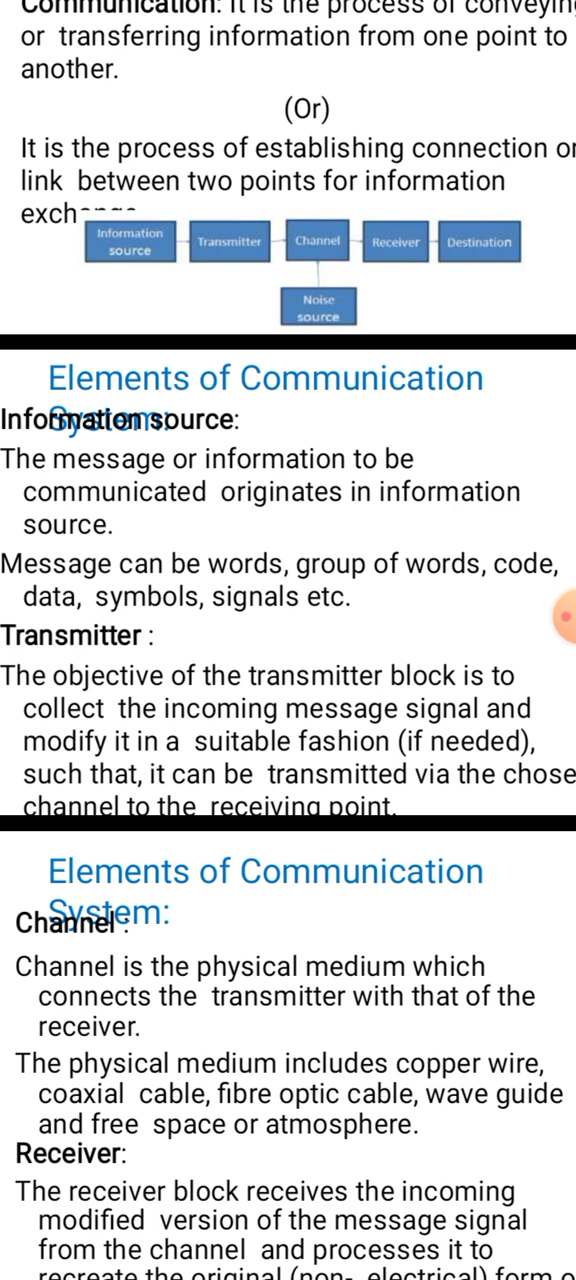 Communication: It is the process of conveying
or transferring information from one point to
another.
(Or)
It is the process of establishing connection or
link between two points for information
Information
source
Transmitter
Channel
Receiver
Destination
Noise
source
Elements of Communication
System:
Information source:
The message or information to be
communicated originates in information
source.
Message can be words, group of words, code,
data, symbols, signals etc.
Transmitter :
The objective of the transmitter block is to
collect the incoming message signal and
modify it in a suitable fashion (if needed),
such that, it can be transmitted via the chose
channel to the receiving point.
Elements of Communication
System:
Channel :
Channel is the physical medium which
connects the transmitter with that of the
receiver.
The physical medium includes copper wire,
coaxial cable, fibre optic cable, wave guide
and free space or atmosphere.
Receiver:
The receiver block receives the incoming
modified version of the message signal
from the channel and processes it to
recreate the original (non- electrical) form o